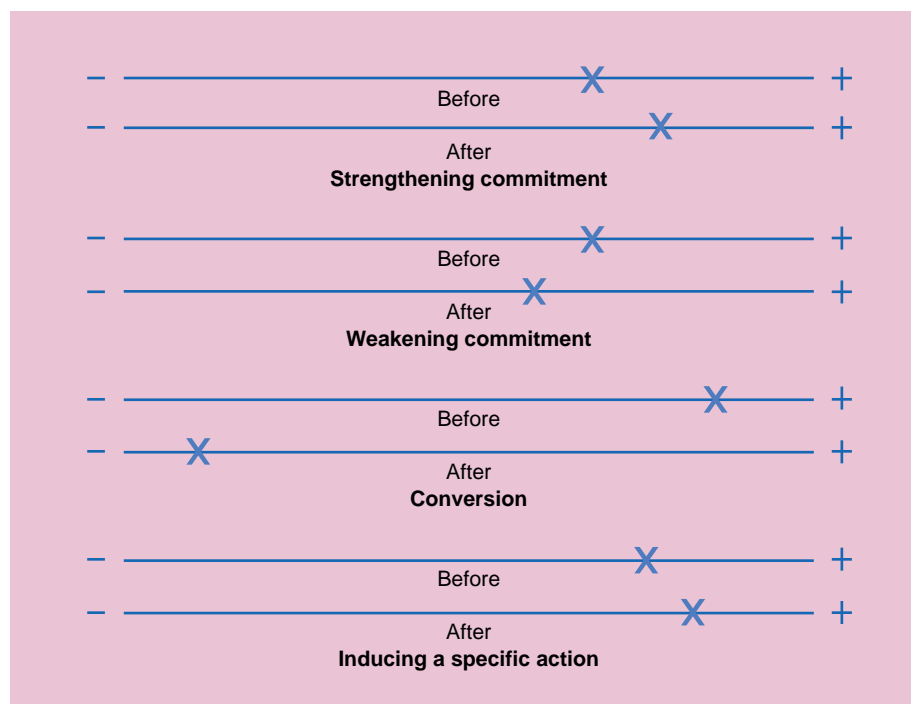 − X +
Before
− X +
After
Strengthening commitment
− X +
Before
− X +
After
Weakening commitment
− X +
Before
− X +
After
Conversion
− X +
Before
− X +
After
Inducing a specific action